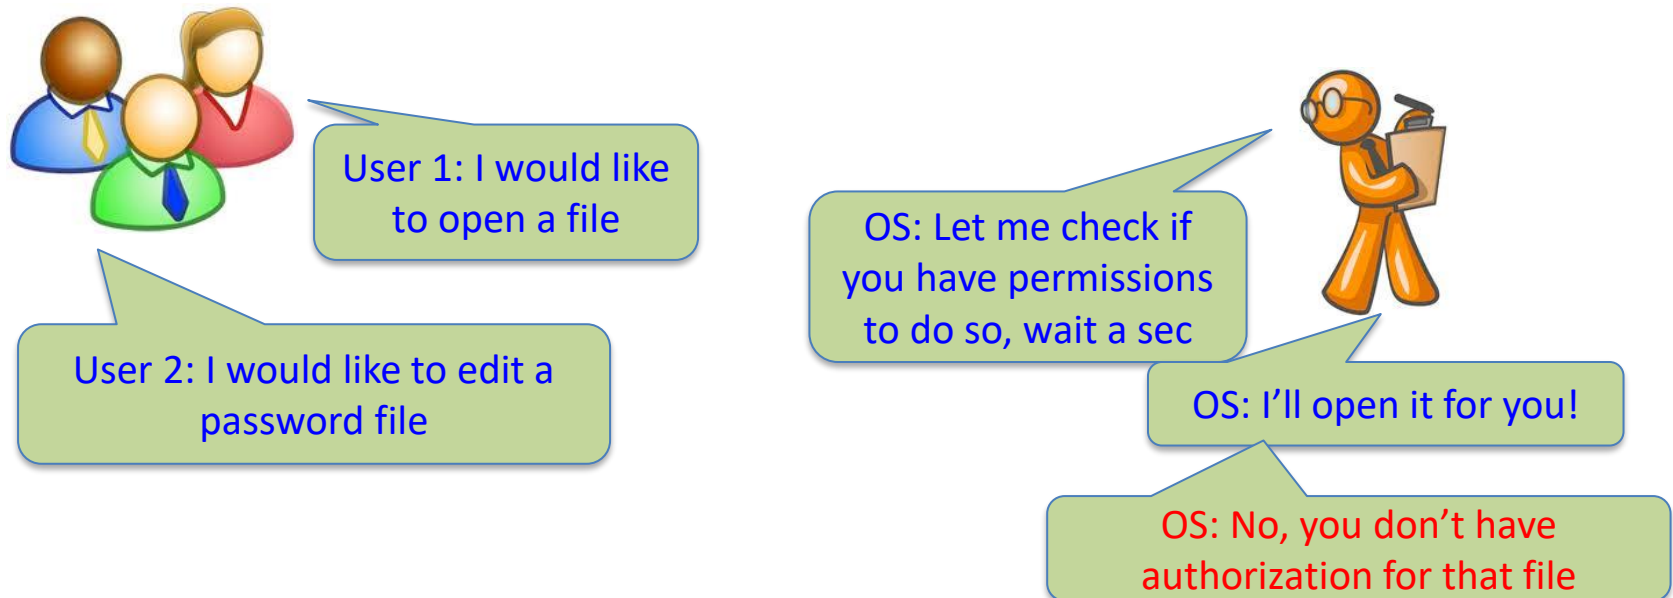 User 1: I would like
to open a file
User 2: I would like to edit a
password file
OS: Let me check if
you have permissions
to do so, wait a sec
OS: I’ll open it for you!
OS: No, you don’t have
authorization for that file